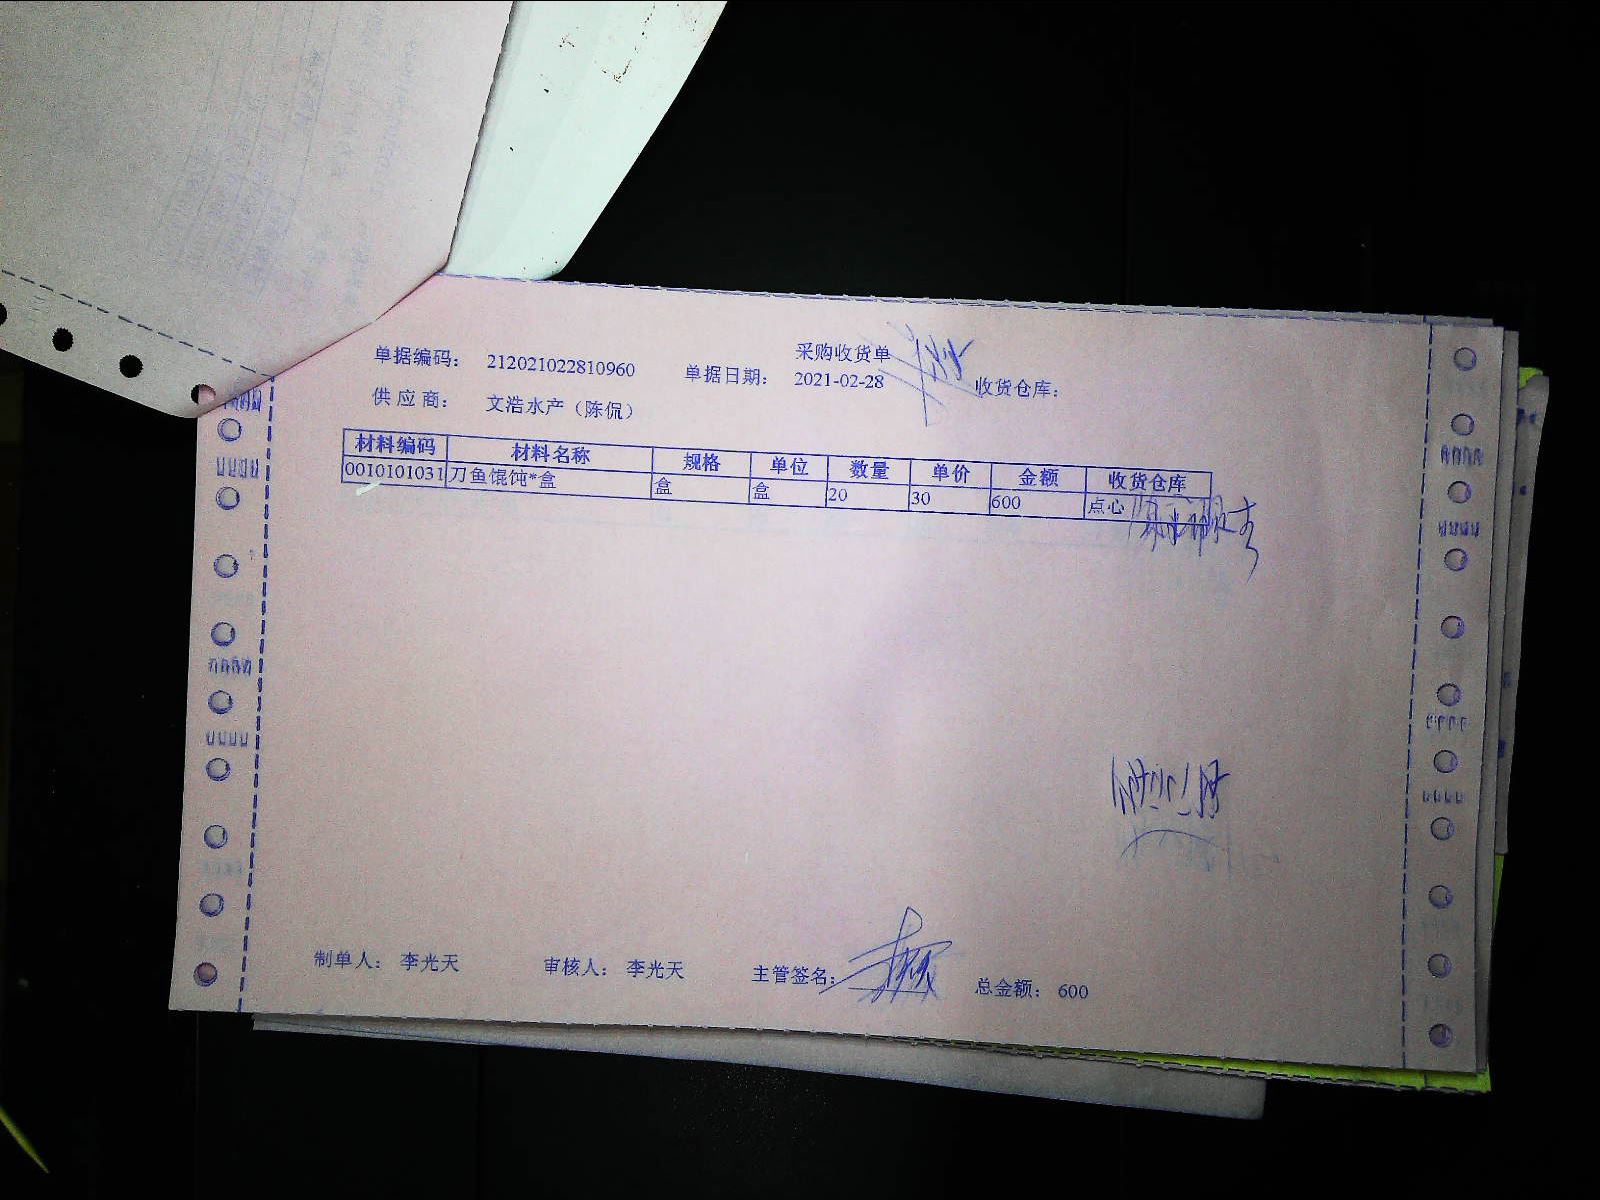 采购收货单
单据编码： 212021022810960 单据日期： 2021-02-28 收货仓库：
供 应 商： 文浩水产（陈侃）
材料编码 材料名称 规格 单位 数量 单价 金额 收货仓库
0010101031 刀鱼馄饨*盒 盒 盒 20 30 600 点心
制单人： 李光天 审核人： 李光天 主管签名： 总金额： 600